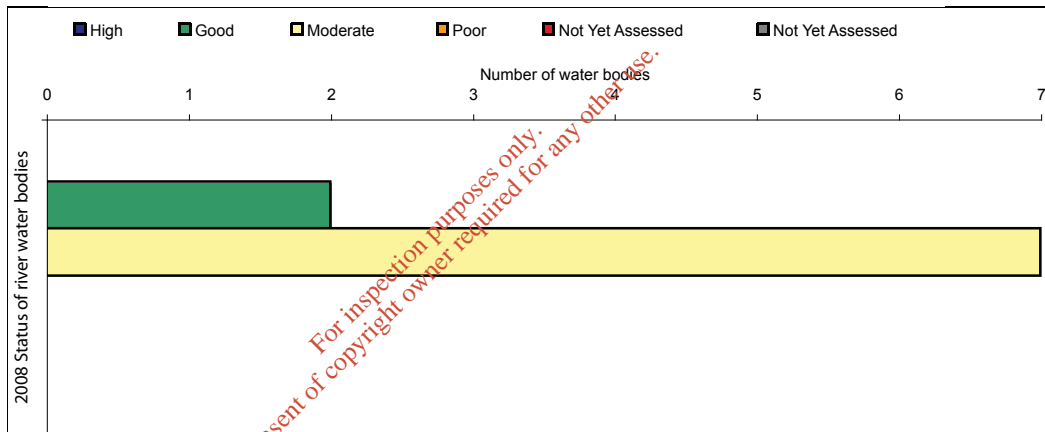 High Good Moderate Poor Not Yet Assessed Not Yet Assessed
Number of water bodies
0 1 2 3 4 5 6 7
2008 Status of river water bodies
For inspection purposes only.
sent of copyright owner required for any other use.